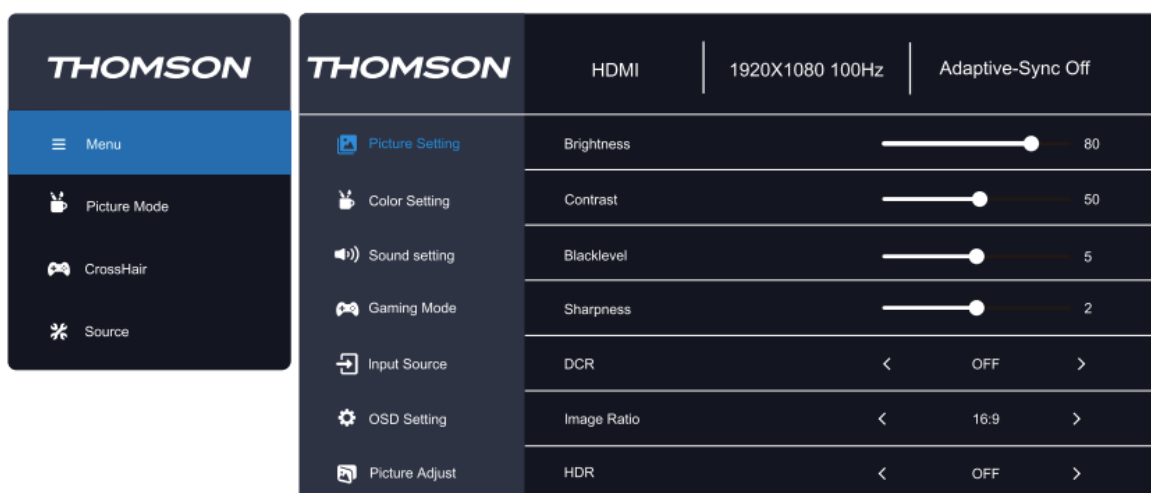 THOMSON
Menu
Picture Mode
CrossHair
Source
THOMSON
HDMI 1920X1080 100Hz Adaptive-Sync Off
Picture Setting
Color Setting
Sound setting
Gaming Mode
Input Source
OSD Setting
Picture Adjust
Brightness 80
Contrast 50
Blacklevel 5
Sharpness 2
DCR OFF
Image Ratio 16:9
HDR OFF